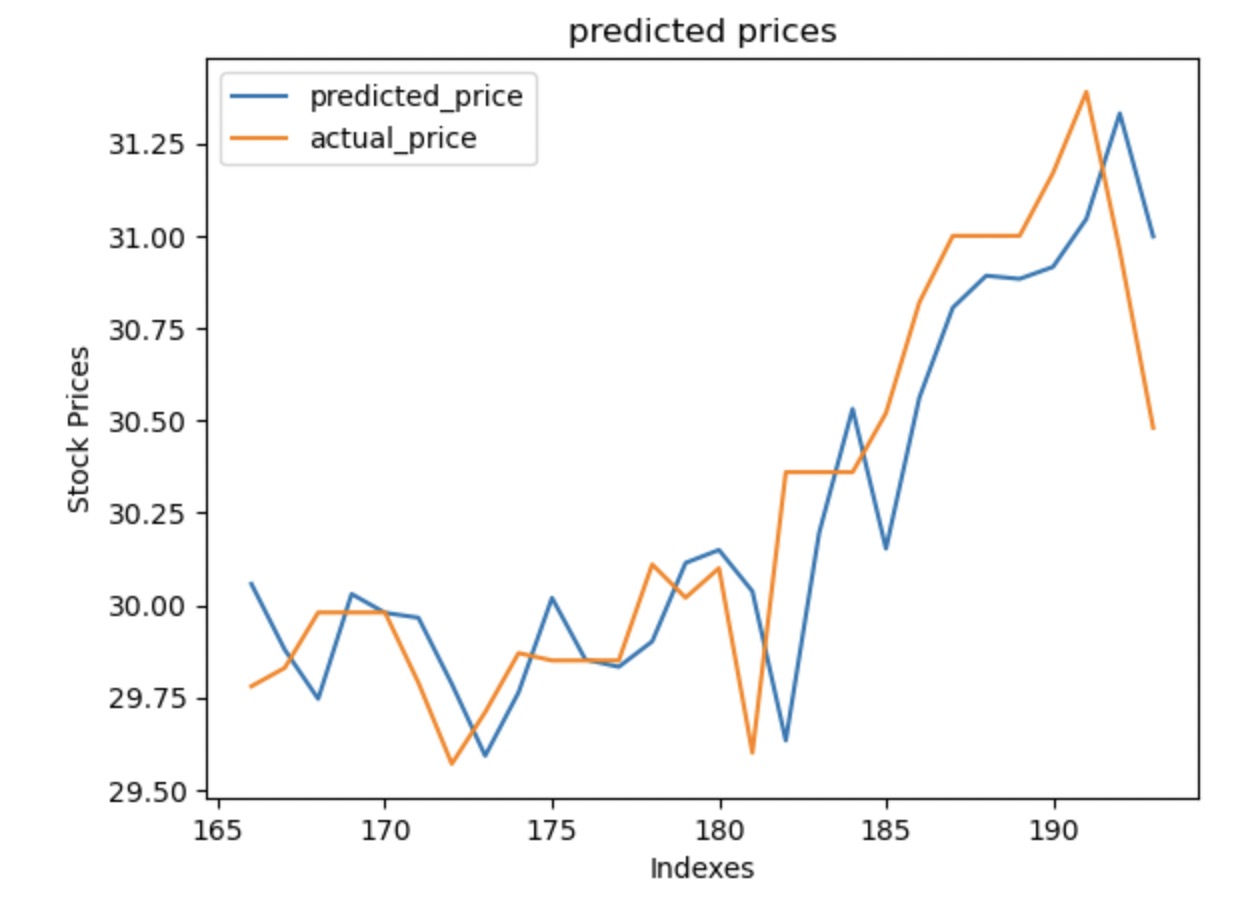 predicted prices
predicted_price
actual_price
31.25
31.00
30.75
30.50
30.25
30.00
29.75
29.50
Stock Prices
165 170 175 180 185 190
Indexes